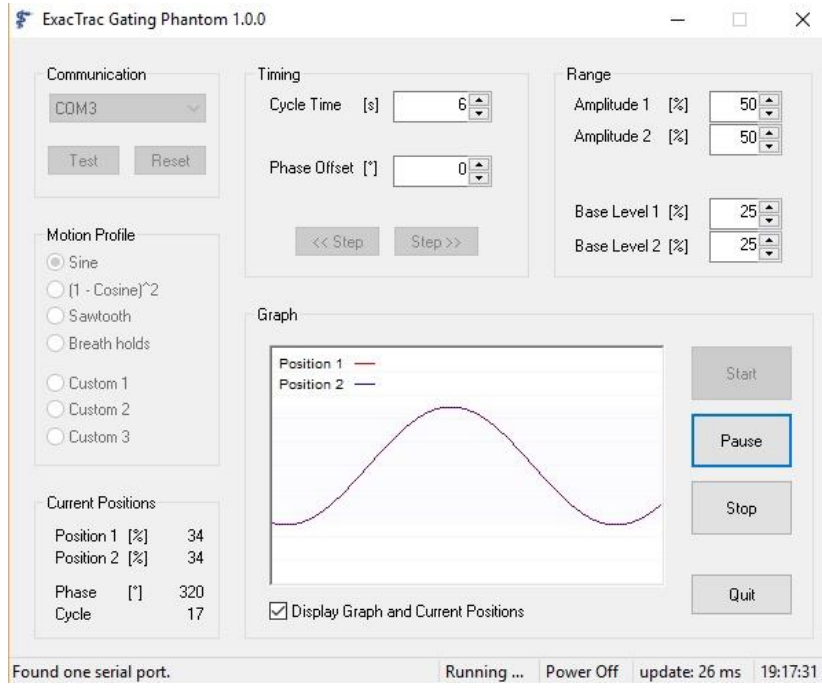 ExacTrac Gating Phantom 1.0.0
Communication
COM3
Test Reset
Timing
Cycle Time [s] 6
Phase Offset [°] 0
<< Step Step >>
Range
Amplitude 1 [%] 50
Amplitude 2 [%] 50
Base Level 1 [%] 25
Base Level 2 [%] 25
Motion Profile
Sine
(1 - Cosine)^2
Sawtooth
Breath holds
Custom 1
Custom 2
Custom 3
Graph
Position 1
Position 2
Start
Pause
Stop
Quit
Display Graph and Current Positions
Current Positions
Position 1 [%] 34
Position 2 [%] 34
Phase [°] 320
Cycle 17
Found one serial port. Running ... Power Off update: 26 ms 19:17:31